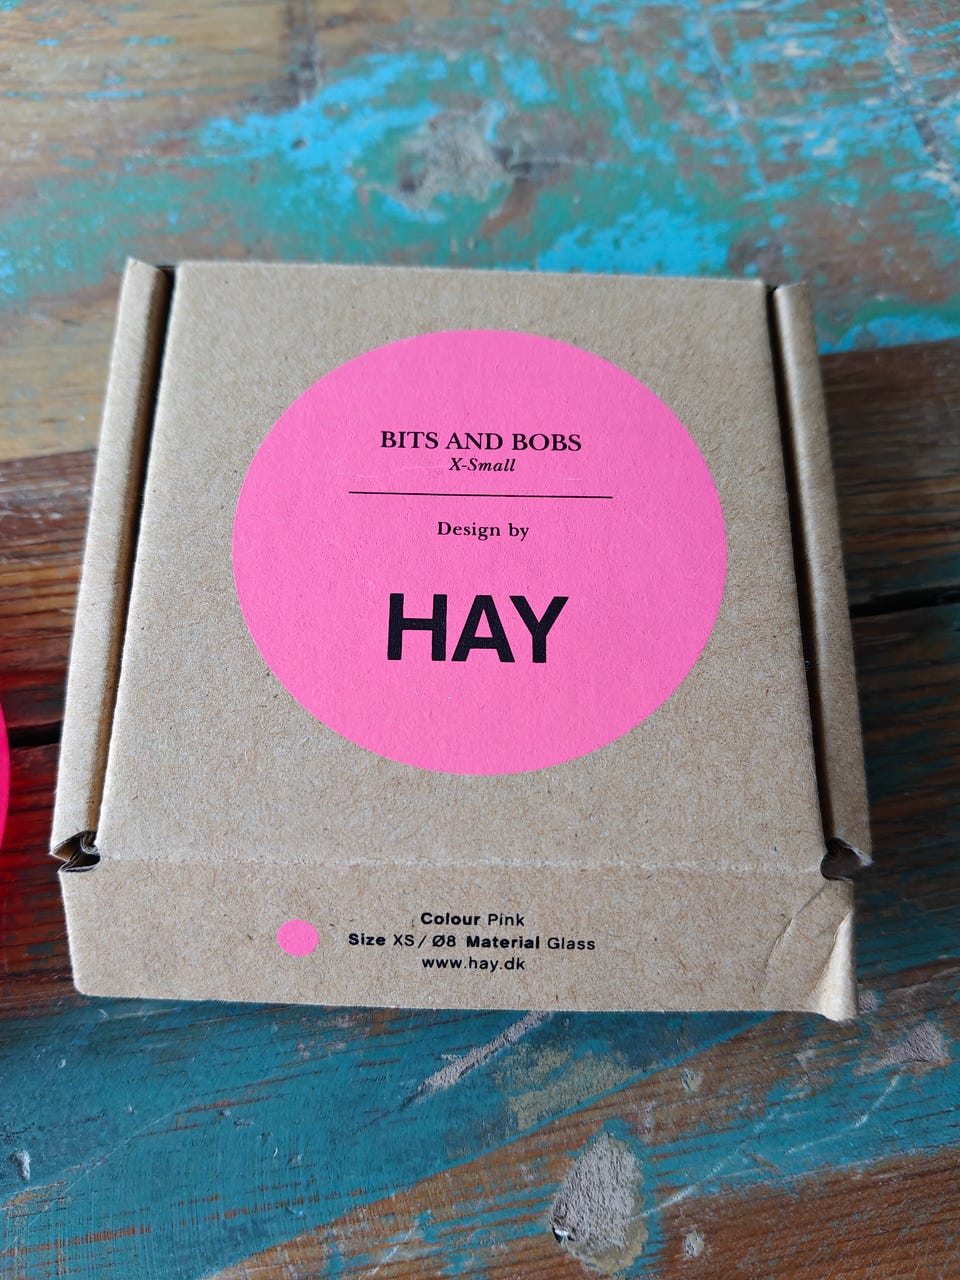 BITS AND BOBS
X-Small
Design by
HAY
Colour Pink
Size XS / Ø8 Material Glass
www.hay.dk